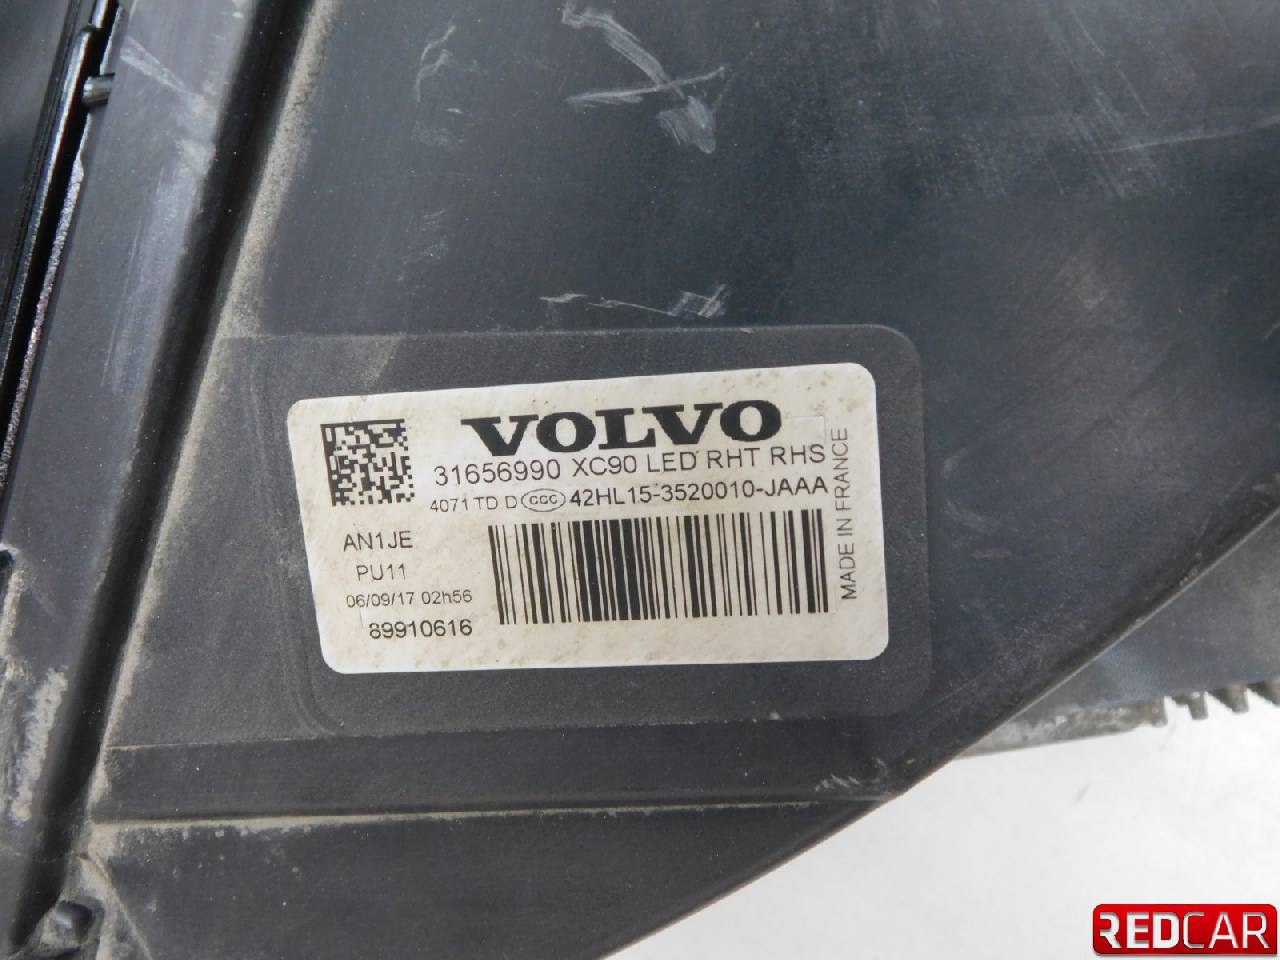 VOLVO
31656990 XC90 LED RHT RHS
4071 TD D CCC 42HL15-3520010-JAAA
AN1JE
PU11
06/09/17 02h56
89910616
MADE IN FRANCE
REDCAR